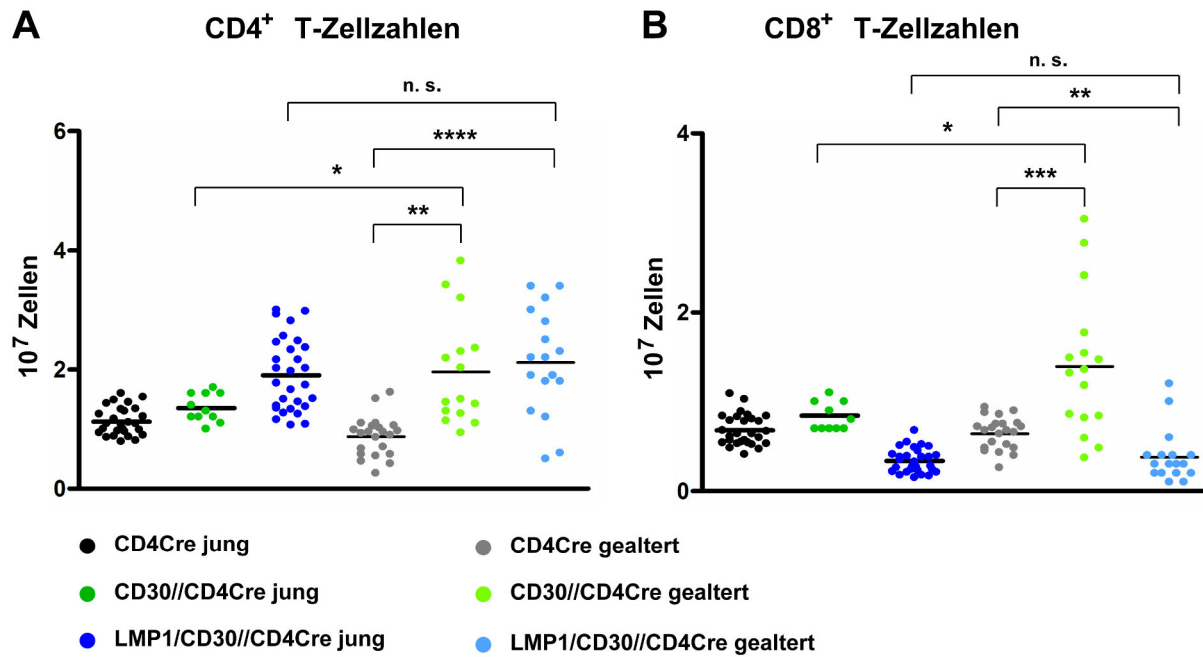 A
CD4+ T-Zellzahlen
n. s.
****
*
**
6
4
2
0
10^7 Zellen
B
CD8+ T-Zellzahlen
n. s.
**
*
***
4
2
0
10^7 Zellen
CD4Cre jung
CD30//CD4Cre jung
LMP1/CD30//CD4Cre jung
CD4Cre gealtert
CD30//CD4Cre gealtert
LMP1/CD30//CD4Cre gealtert